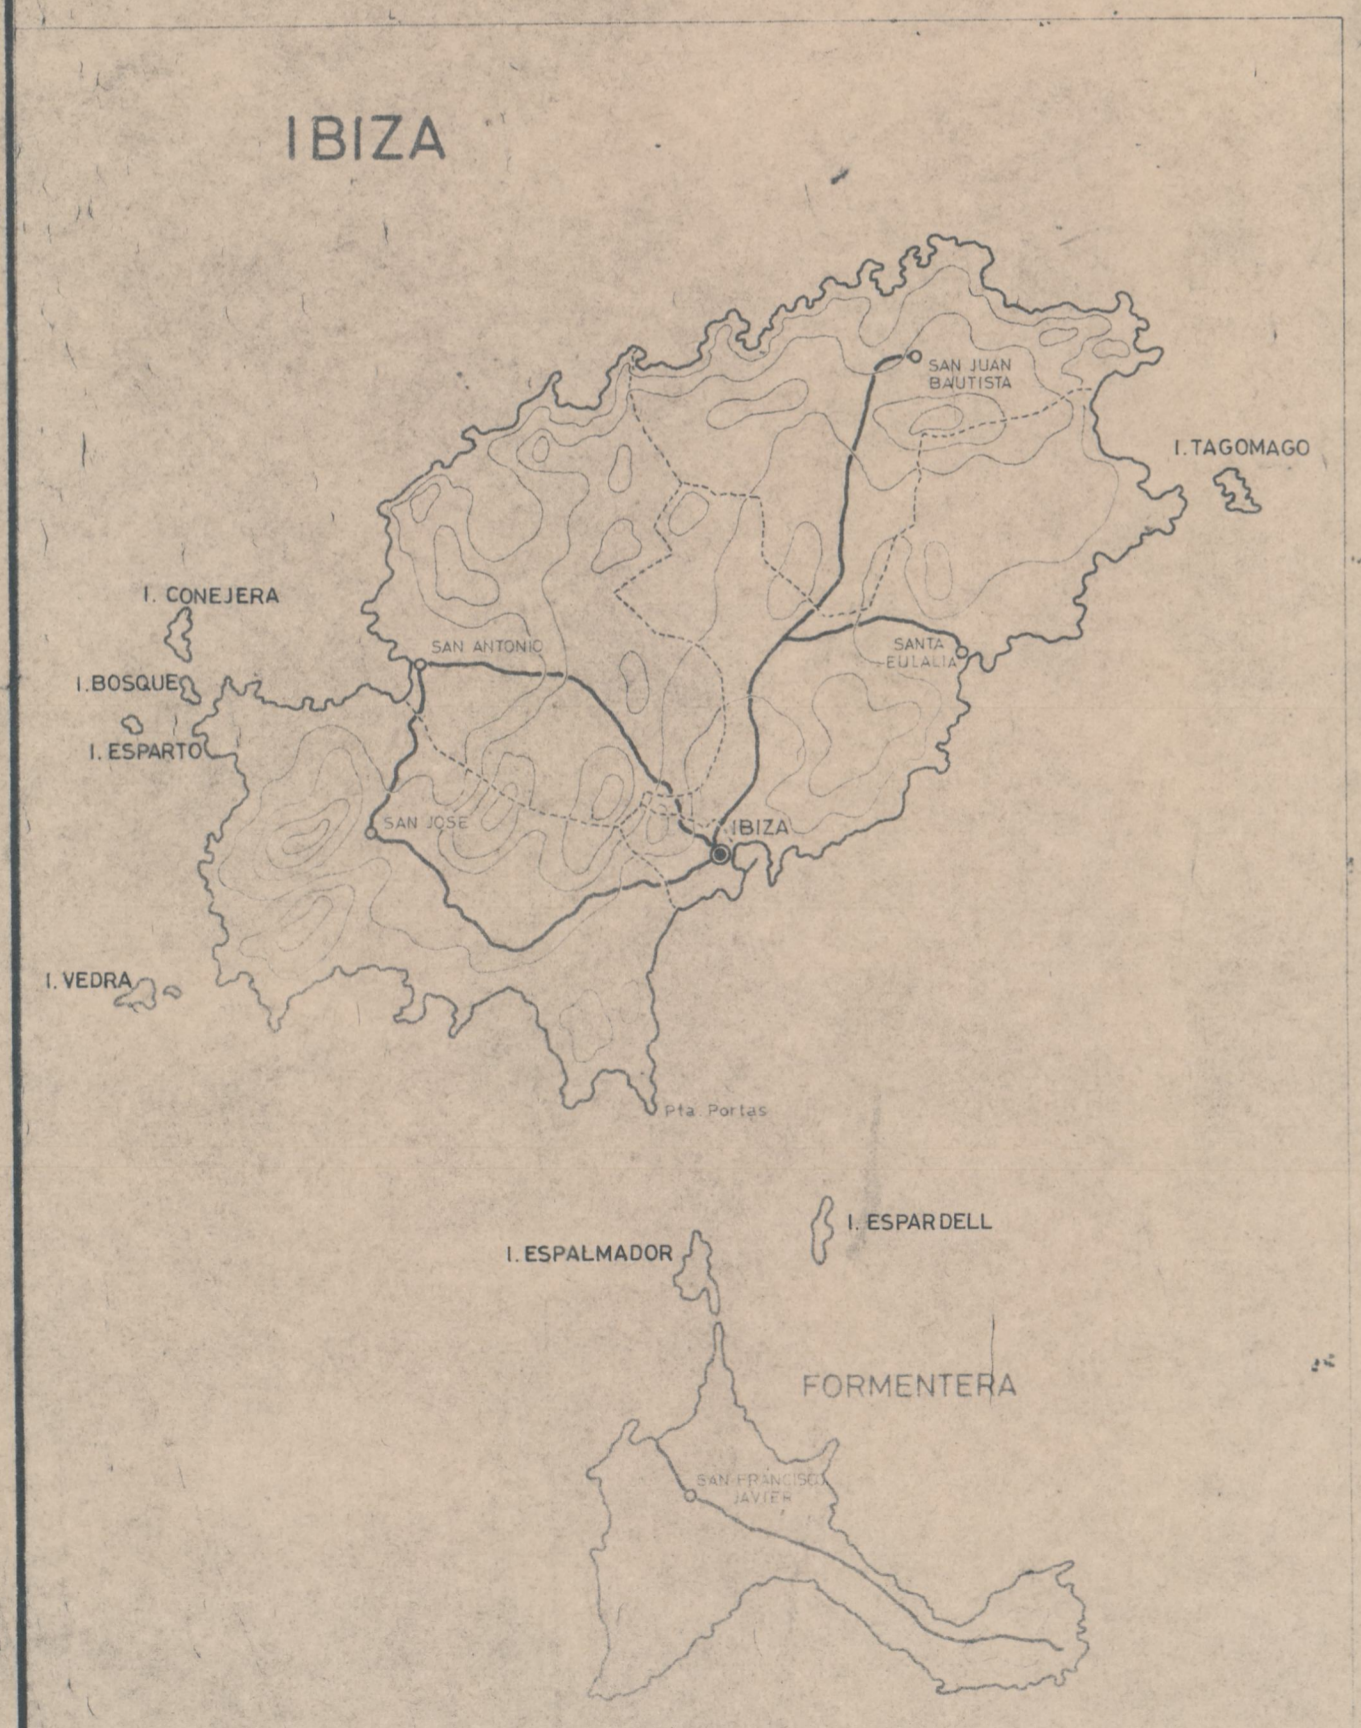 IBIZA
SAN JUAN
BAUTISTA
I. TAGOMAGO
I. CONEJERA
SAN ANTONIO
SANTA
EULALIA
I. BOSQUE
I. ESPARTO
SAN JOSE
IBIZA
I. VEDRA
Pta. Portas
I. ESPARDELL
I. ESPALMADOR
FORMENTERA
SAN FRANCISCO
JAVIER